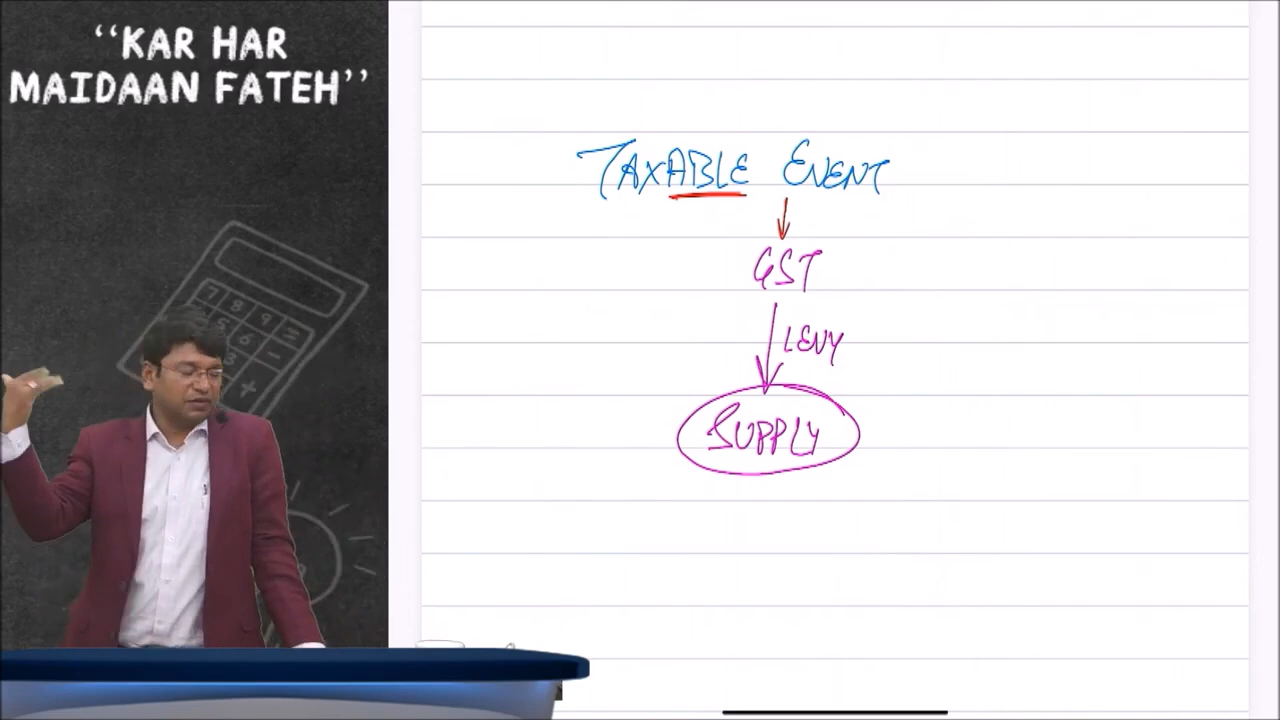 “KAR HAR
MAIDAAN FATEH”
TAXABLE EVENT
GST
LEVY
SUPPLY